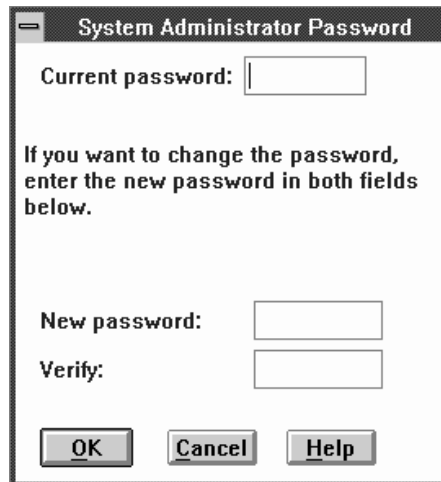 System Administrator Password
Current password:
If you want to change the password,
enter the new password in both fields
below.
New password:
Verify:
OK Cancel Help